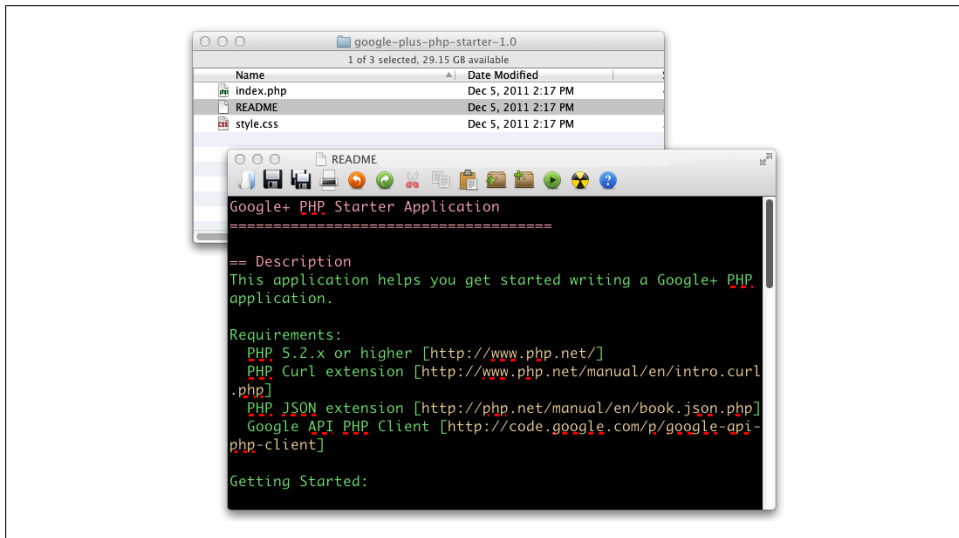 google-plus-php-starter-1.0
1 of 3 selected, 29.15 GB available
Name Date Modified
index.php Dec 5, 2011 2:17 PM
README Dec 5, 2011 2:17 PM
style.css Dec 5, 2011 2:17 PM
README
Google+ PHP Starter Application
=====================================
== Description
This application helps you get started writing a Google+ PHP
application.
Requirements:
PHP 5.2.x or higher [http://www.php.net/]
PHP Curl extension [http://www.php.net/manual/en/intro.curl
.php]
PHP JSON extension [http://php.net/manual/en/book.json.php]
Google API PHP Client [http://code.google.com/p/google-api-
php-client]
Getting Started: